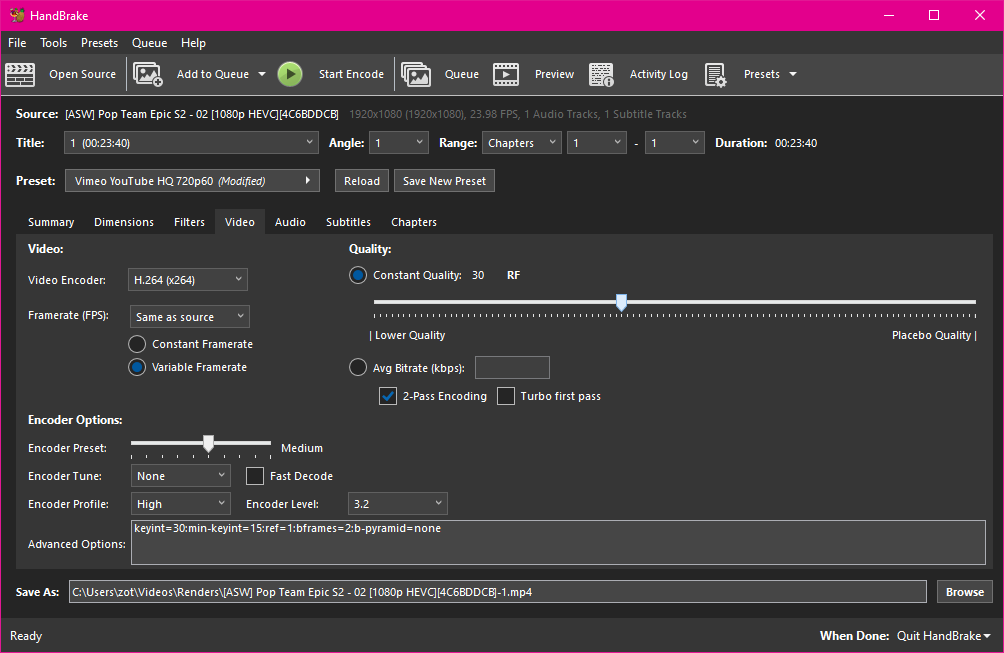 HandBrake
File Tools Presets Queue Help
Open Source Add to Queue Start Encode Queue Preview Activity Log Presets
Source: [ASW] Pop Team Epic S2 - 02 [1080p HEVC][4C6BDDCB] 1920x1080 (1920x1080), 23.98 FPS, 1 Audio Tracks, 1 Subtitle Tracks
Title: 1 (00:23:40) Angle: 1 Range: Chapters 1 - 1 Duration: 00:23:40
Preset: Vimeo YouTube HQ 720p60 (Modified) Reload Save New Preset
Summary Dimensions Filters Video Audio Subtitles Chapters
Video: Quality:
Video Encoder: H.264 (x264) Constant Quality: 30 RF
Framerate (FPS): Same as source
| Lower Quality Placebo Quality |
Constant Framerate
Variable Framerate Avg Bitrate (kbps):
2-Pass Encoding Turbo first pass
Encoder Options:
Encoder Preset: Medium
Encoder Tune: None Fast Decode
Encoder Profile: High Encoder Level: 3.2
Advanced Options: keyint=30:min-keyint=15:ref=1:bframes=2:b-pyramid=none
Save As: C:\Users\zot\Videos\Renders\[ASW] Pop Team Epic S2 - 02 [1080p HEVC][4C6BDDCB]-1.mp4 Browse
Ready When Done: Quit HandBrake